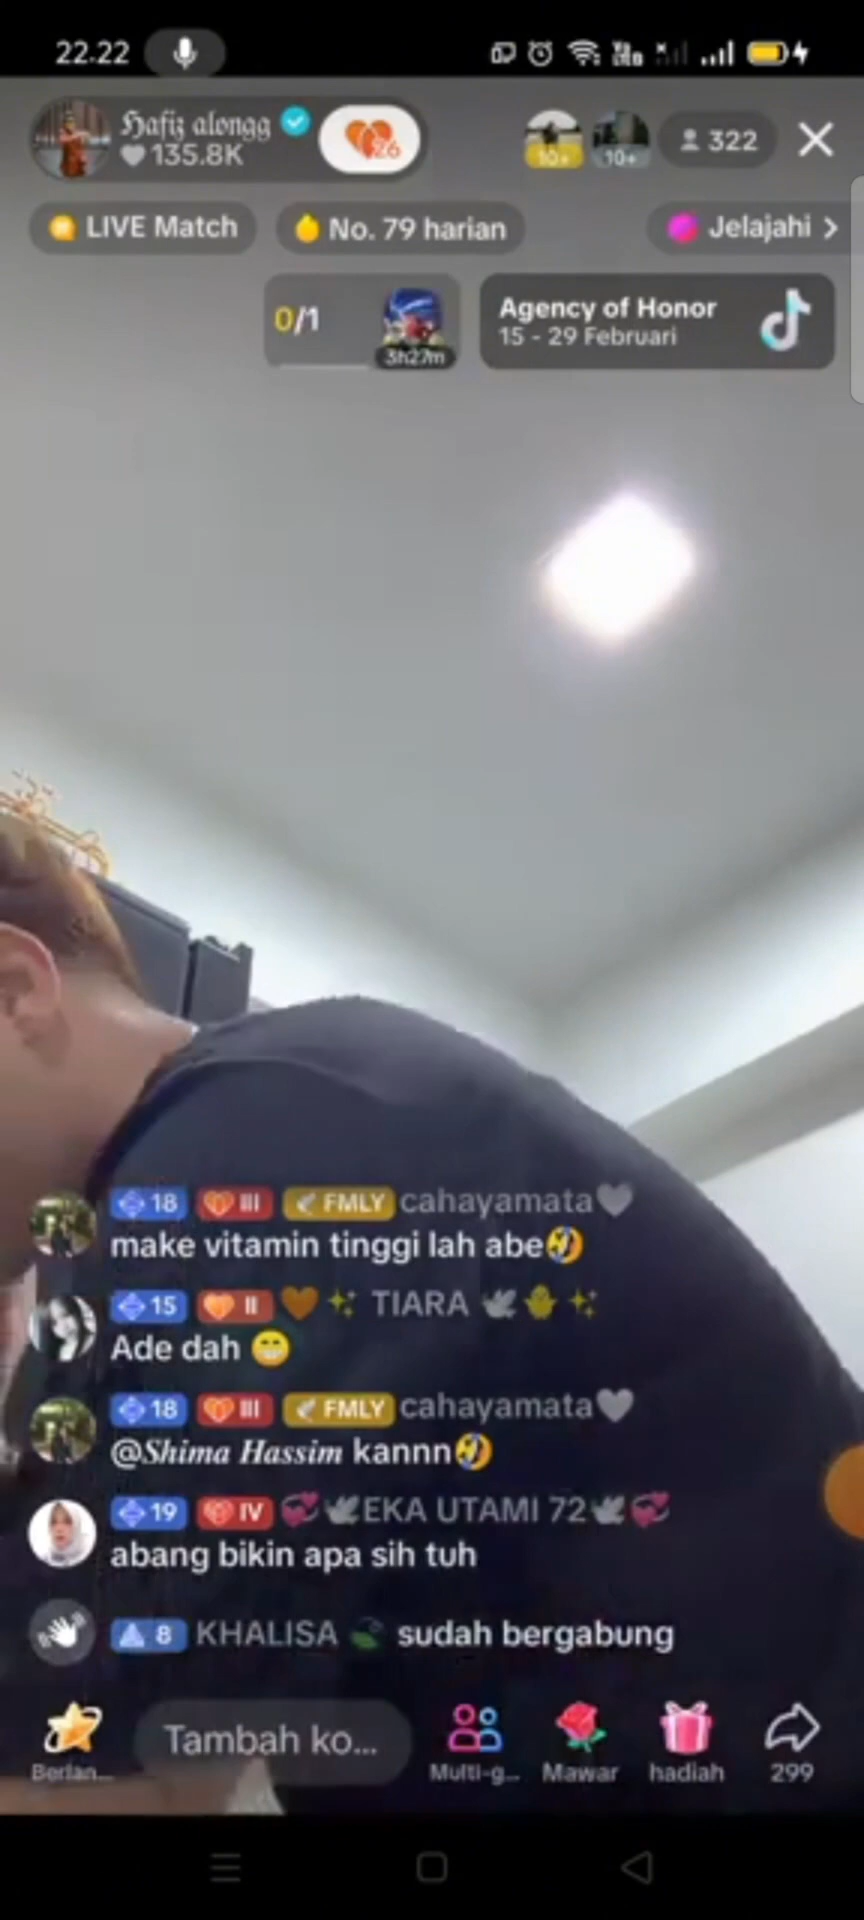 22.22
Hafiz alongg
135.8K
26
10+
10+
322
LIVE Match
No. 79 harian
Jelajahi >
0/1
3h27m
Agency of Honor
15 - 29 Februari
18 III FMLY cahayamata🩶
make vitamin tinggi lah abe🤣
15 II 🧡✨ TIARA 🕊️🐥✨
Ade dah 😁
18 III FMLY cahayamata🩶
@Shima Hassim kannn🤣
19 IV 💞🕊️EKA UTAMI 72🕊️💞
abang bikin apa sih tuh
8 KHALISA 🍃 sudah bergabung
Berlan...
Tambah ko...
Multi-g...
Mawar
hadiah
299